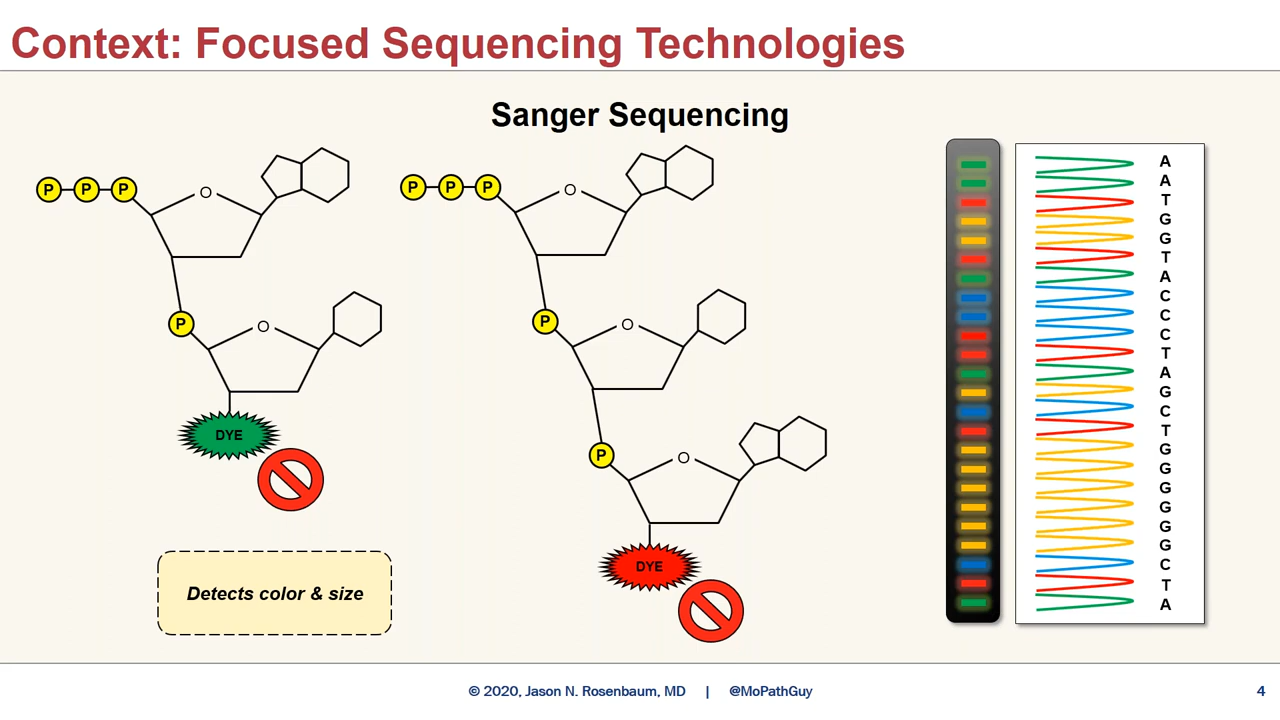 Context: Focused Sequencing Technologies
Sanger Sequencing
P P P O
P O
DYE
Detects color & size
P P P O
P O
P O
DYE
A
A
T
G
G
T
A
C
C
C
T
A
G
C
T
G
G
G
G
G
G
C
T
A
© 2020, Jason N. Rosenbaum, MD | @MoPathGuy
4